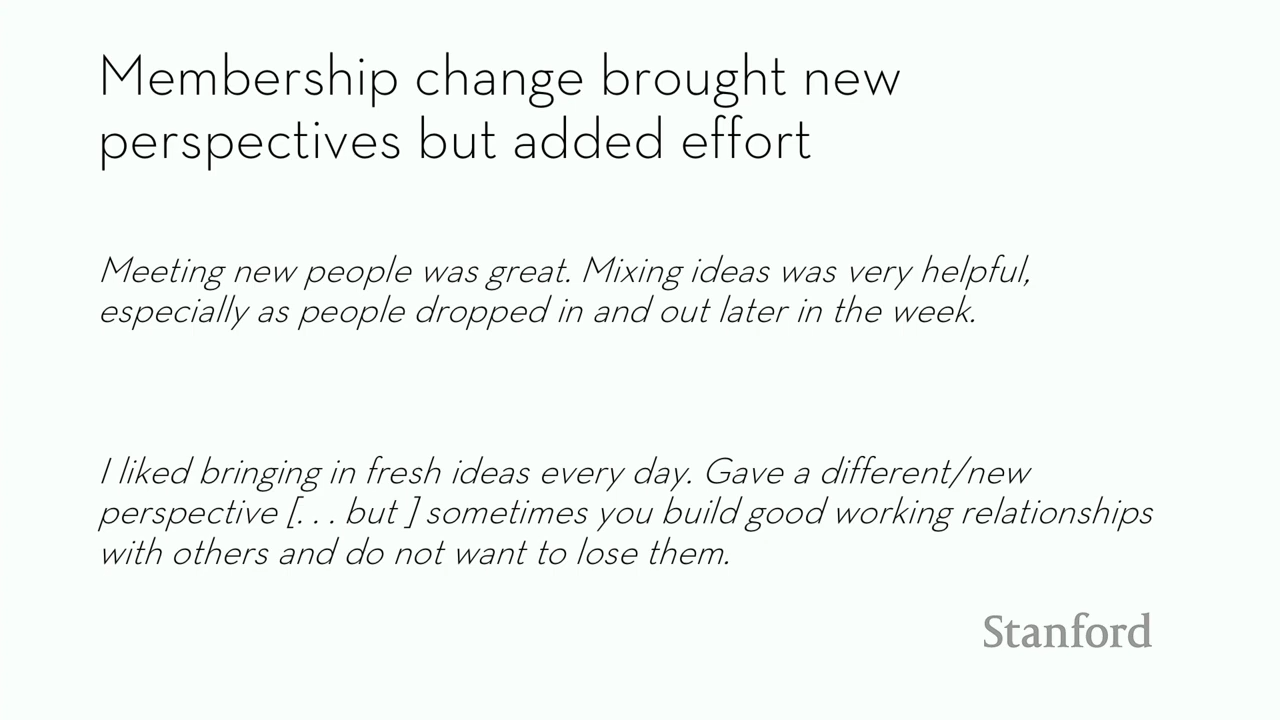 Membership change brought new
perspectives but added effort
Meeting new people was great. Mixing ideas was very helpful,
especially as people dropped in and out later in the week.
I liked bringing in fresh ideas every day. Gave a different/new
perspective [. . . but ] sometimes you build good working relationships
with others and do not want to lose them.
Stanford